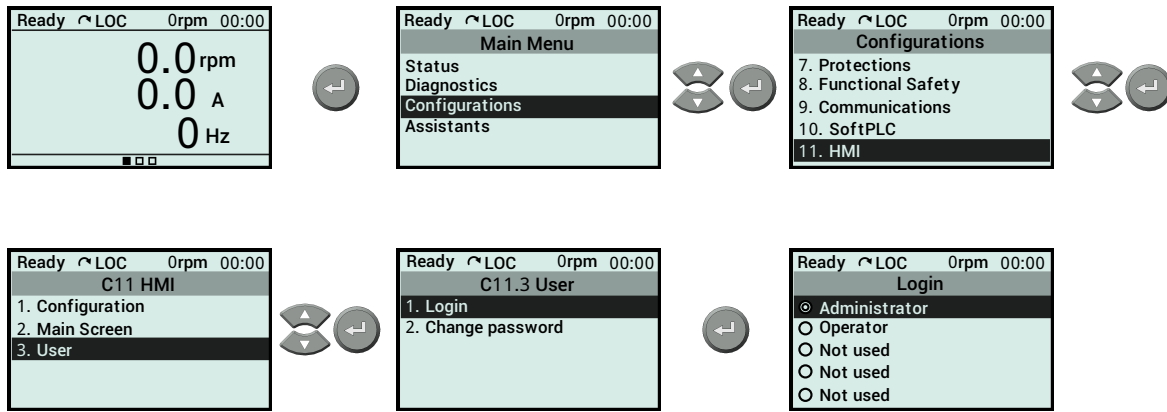 Ready LOC 0rpm 00:00
0.0 rpm
0.0 A
0 Hz
Ready LOC 0rpm 00:00
Main Menu
Status
Diagnostics
Configurations
Assistants
Ready LOC 0rpm 00:00
Configurations
7. Protections
8. Functional Safety
9. Communications
10. SoftPLC
11. HMI
Ready LOC 0rpm 00:00
C11 HMI
1. Configuration
2. Main Screen
3. User
Ready LOC 0rpm 00:00
C11.3 User
1. Login
2. Change password
Ready LOC 0rpm 00:00
Login
Administrator
Operator
Not used
Not used
Not used